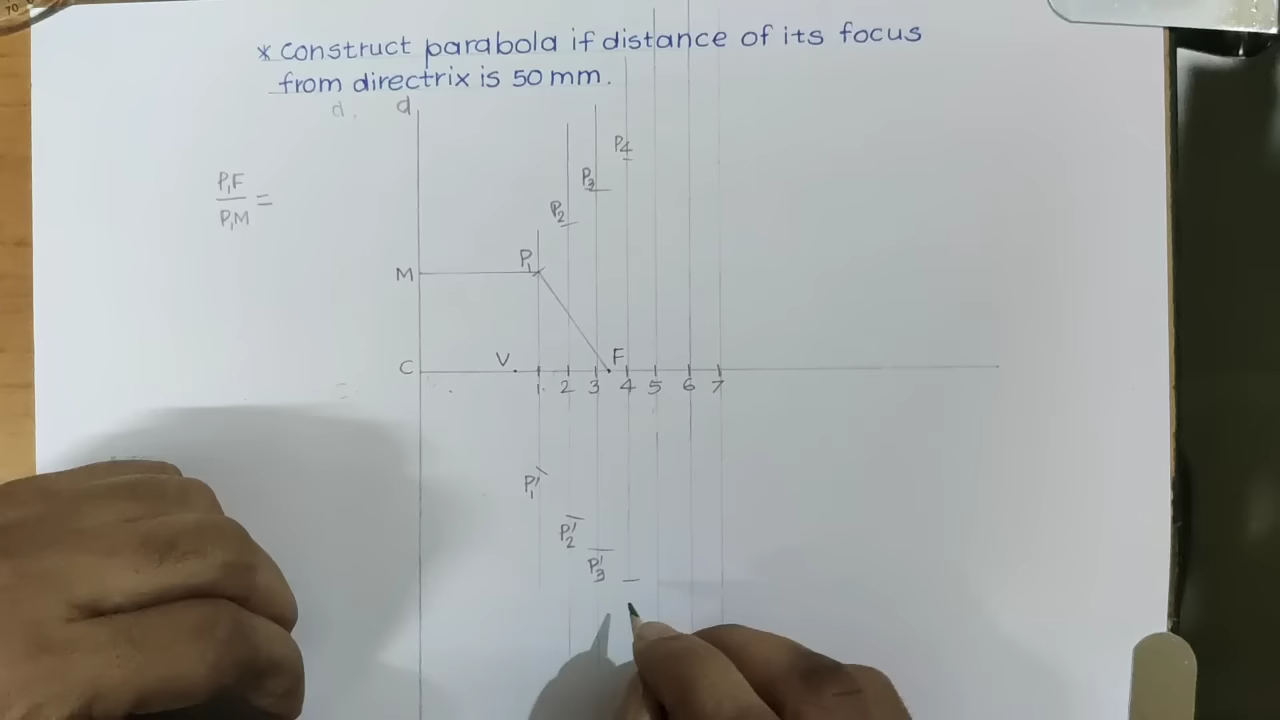 * Construct parabola if distance of its focus
from directrix is 50 mm.
d. d
P₁F
P₁M
=
P4
P3
P2
P₁
M
C V F
1 2 3 4 5 6 7
P₁'
P₂'
P₃'
70